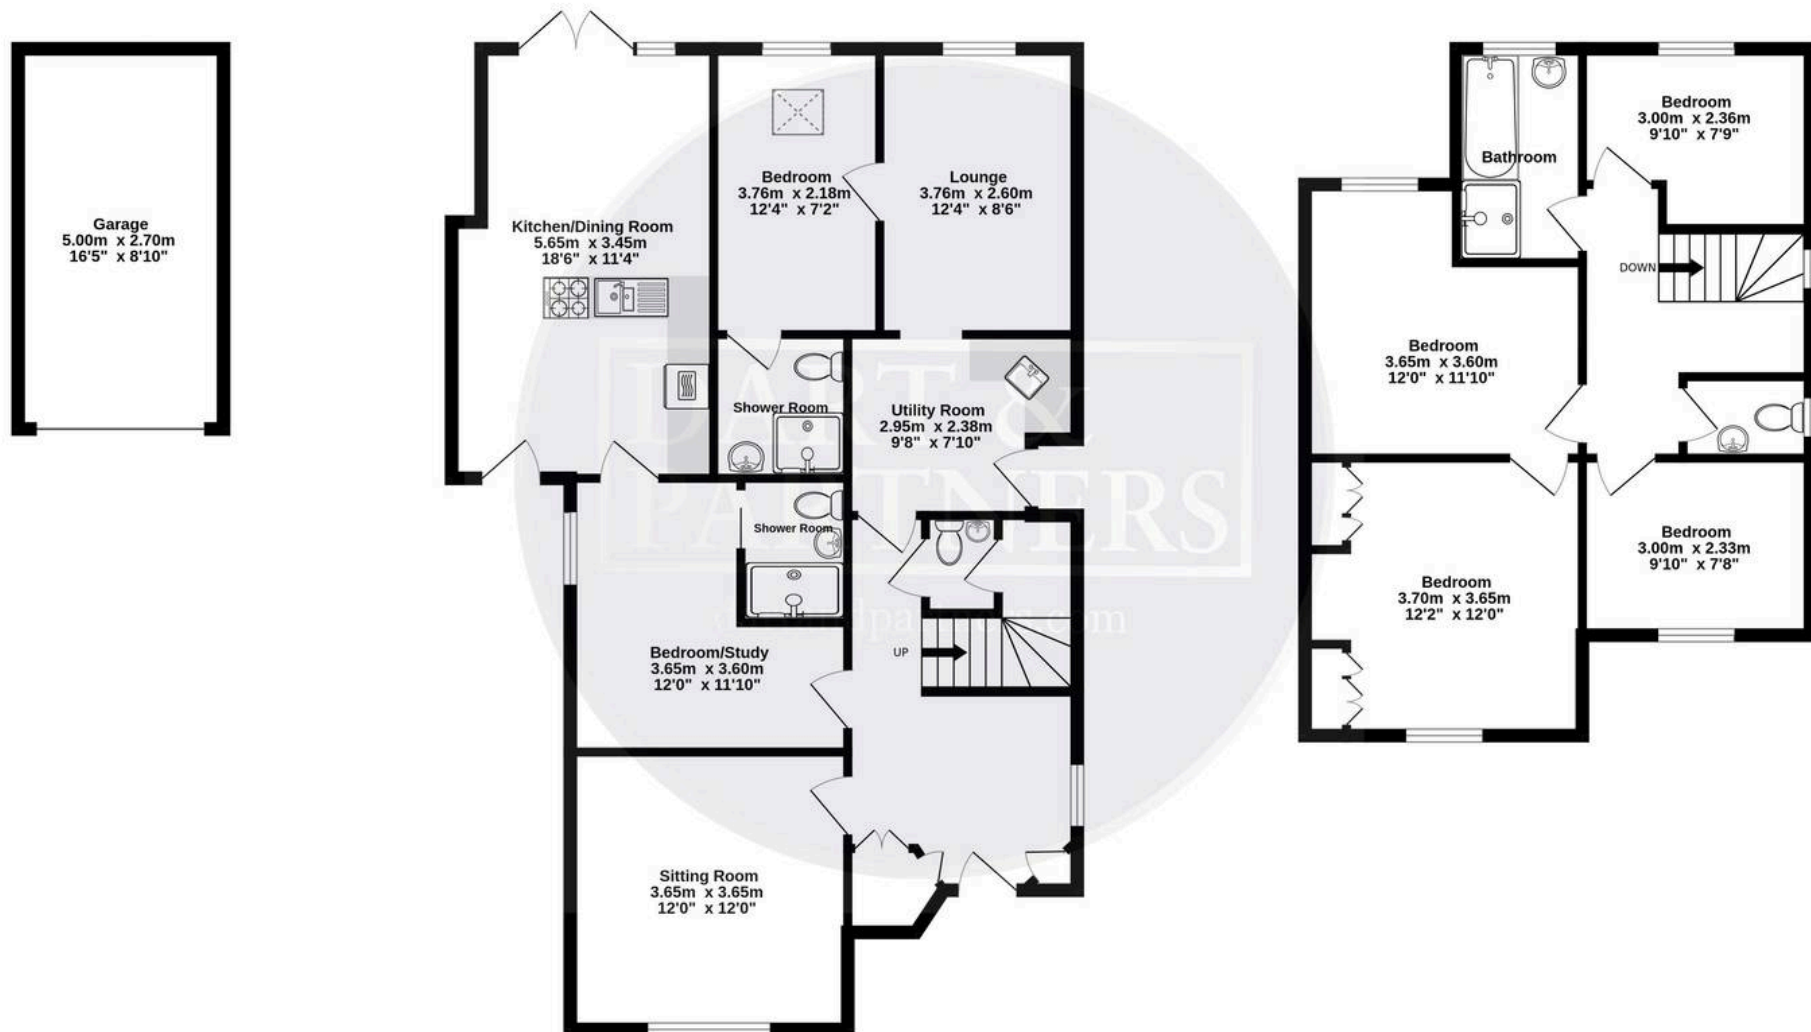 Garage
5.00m x 2.70m
16'5" x 8'10"
Kitchen/Dining Room
5.65m x 3.45m
18'6" x 11'4"
Bedroom
3.76m x 2.18m
12'4" x 7'2"
Lounge
3.76m x 2.60m
12'4" x 8'6"
Shower Room
Utility Room
2.95m x 2.38m
9'8" x 7'10"
Shower Room
Bedroom/Study
3.65m x 3.60m
12'0" x 11'10"
UP
Sitting Room
3.65m x 3.65m
12'0" x 12'0"
DART &
PARTNERS
Bathroom
Bedroom
3.00m x 2.36m
9'10" x 7'9"
DOWN
Bedroom
3.65m x 3.60m
12'0" x 11'10"
Bedroom
3.70m x 3.65m
12'2" x 12'0"
Bedroom
3.00m x 2.33m
9'10" x 7'8"